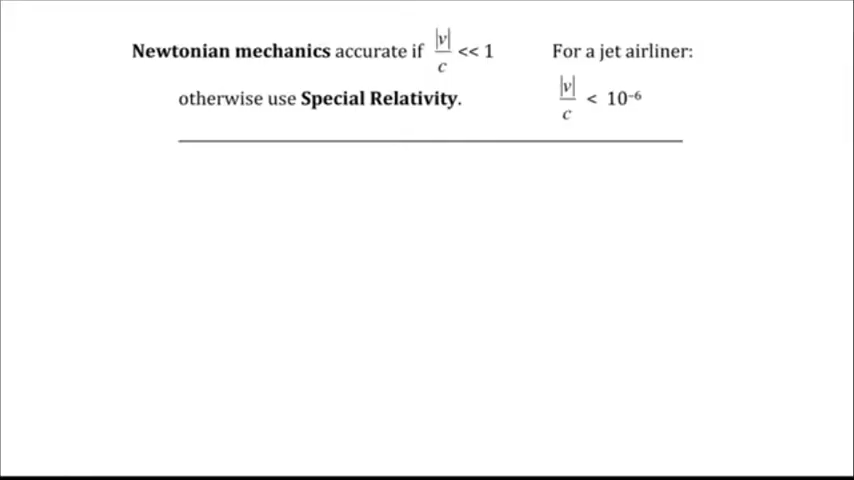 Newtonian mechanics accurate if |v|/c << 1 For a jet airliner:
otherwise use Special Relativity. |v|/c < 10⁻⁶